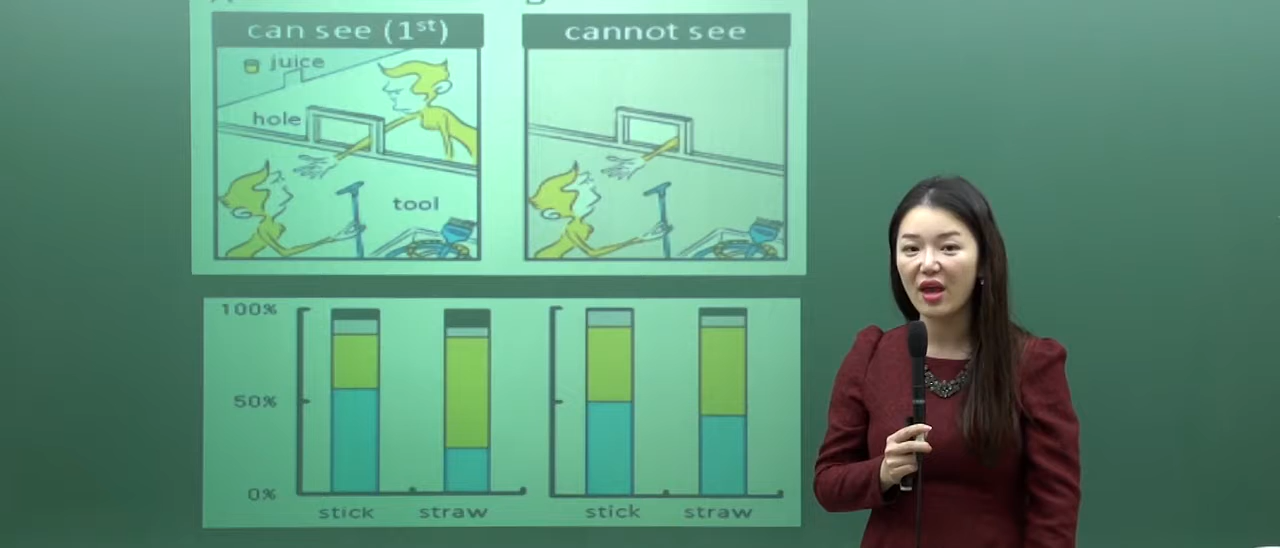 can see (1st)
cannot see
juice
hole
tool
100%
50%
0%
stick
straw
stick
straw